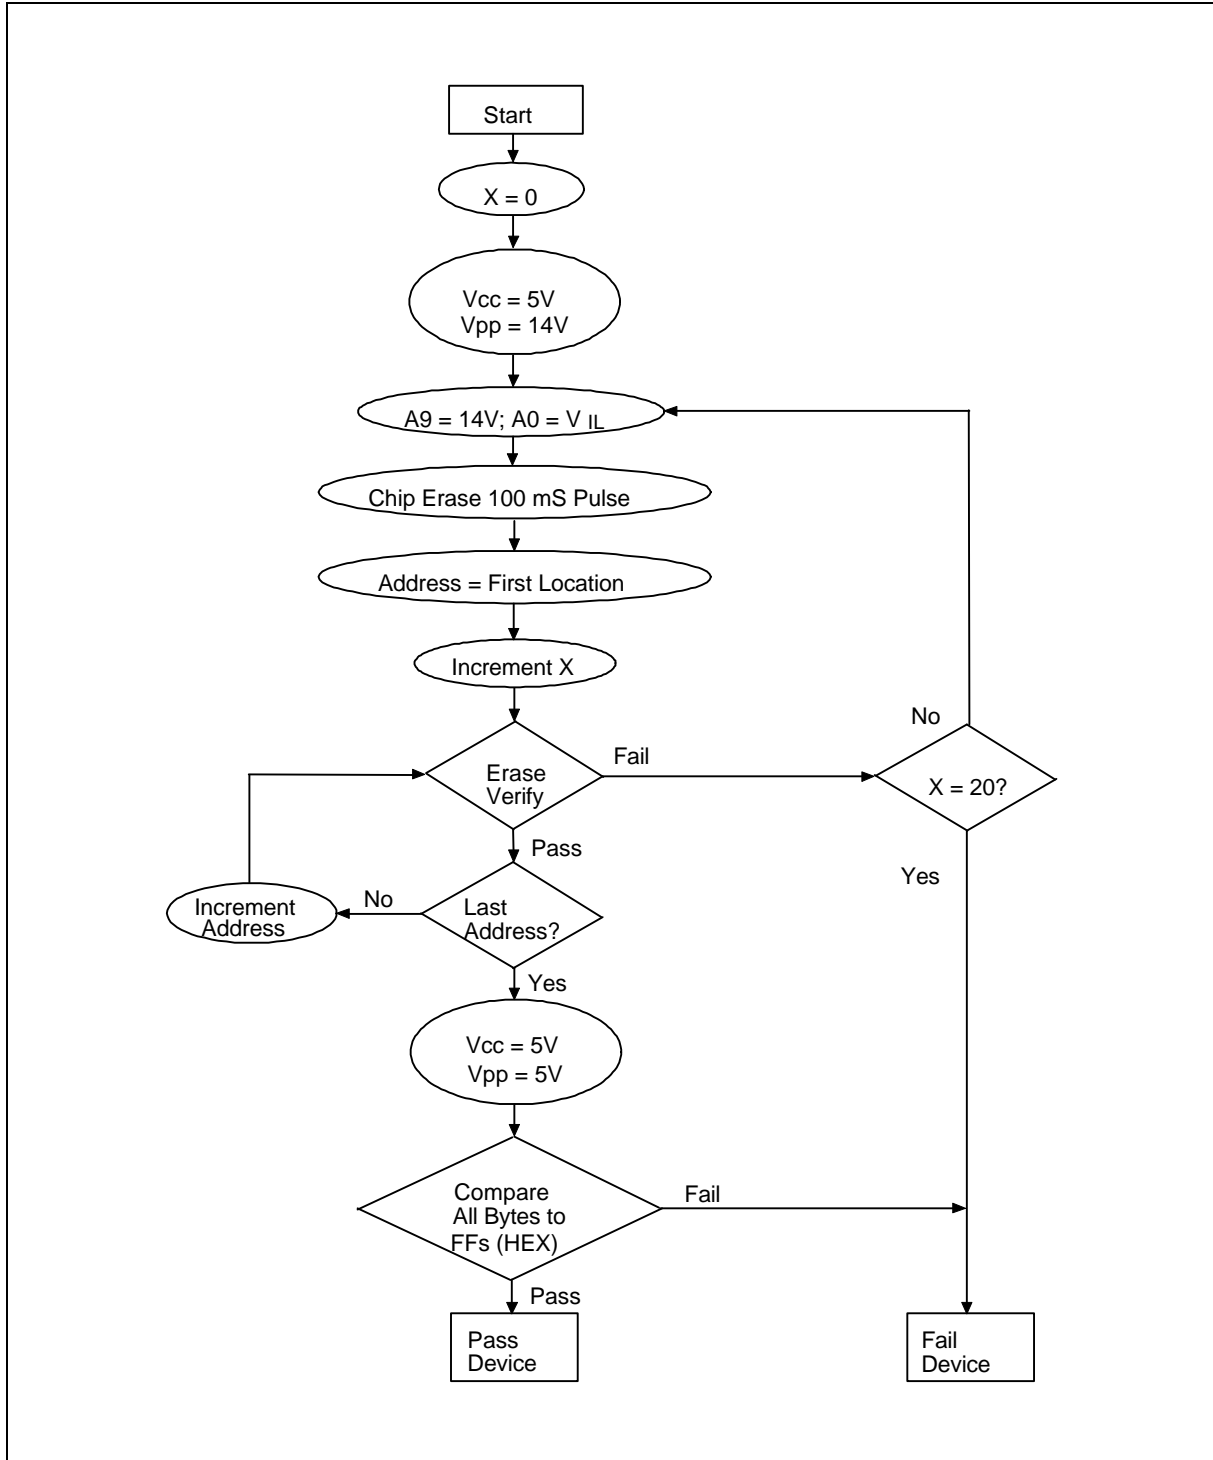 Start
X = 0
Vcc = 5V
Vpp = 14V
A9 = 14V; A0 = V IL
Chip Erase 100 mS Pulse
Address = First Location
Increment X
No
Erase
Verify
Fail
X = 20?
Pass
Yes
Increment
Address
No
Last
Address?
Yes
Vcc = 5V
Vpp = 5V
Compare
All Bytes to
FFs (HEX)
Fail
Pass
Pass
Device
Fail
Device